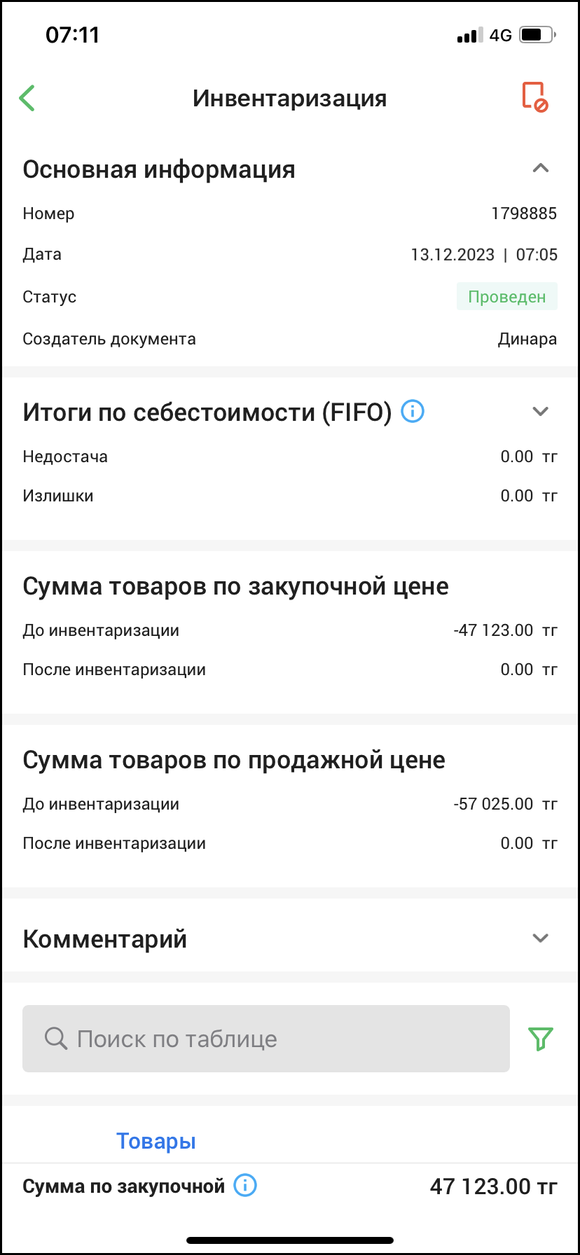 07:11 4G
Инвентаризация
Основная информация
Номер 1798885
Дата 13.12.2023 | 07:05
Статус Проведен
Создатель документа Динара
Итоги по себестоимости (FIFO)
Недостача 0.00 тг
Излишки 0.00 тг
Сумма товаров по закупочной цене
До инвентаризации -47 123.00 тг
После инвентаризации 0.00 тг
Сумма товаров по продажной цене
До инвентаризации -57 025.00 тг
После инвентаризации 0.00 тг
Комментарий
Поиск по таблице
Товары
Сумма по закупочной 47 123.00 тг